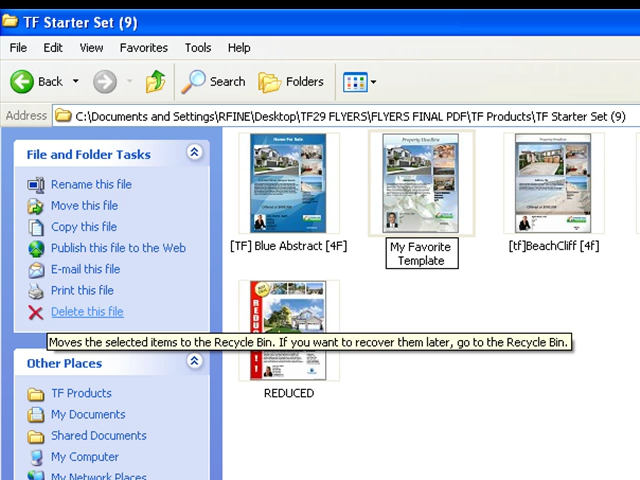 TF Starter Set (9)
File Edit View Favorites Tools Help
Back Search Folders
Address C:\Documents and Settings\RFINE\Desktop\TF29 FLYERS\FLYERS FINAL PDF\TF Products\TF Starter Set (9)
File and Folder Tasks
Rename this file
Move this file
Copy this file
Publish this file to the Web
E-mail this file
Print this file
Delete this file
Moves the selected items to the Recycle Bin. If you want to recover them later, go to the Recycle Bin.
Other Places
TF Products
My Documents
Shared Documents
My Computer
My Network Places
Home For Sale
Property Headline
Property Headline
[TF] Blue Abstract [4F]
My Favorite
Template
[tf]BeachCliff [4f]
REDUCED